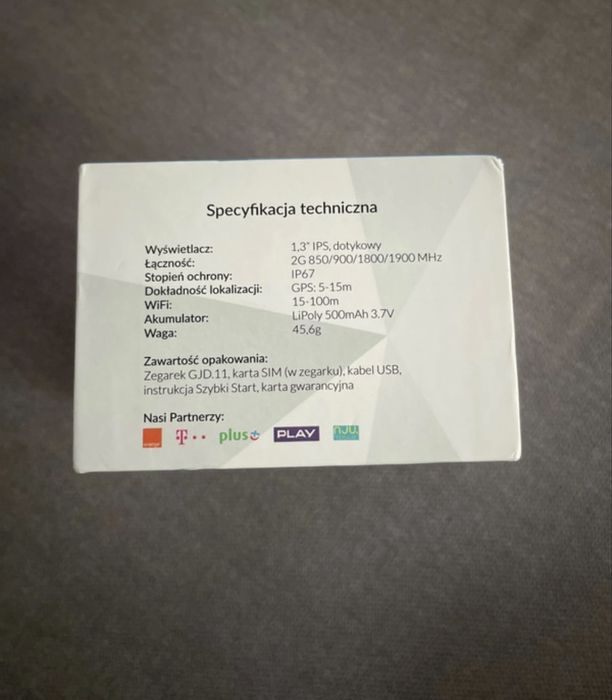 Specyfikacja techniczna
Wyświetlacz: 1,3" IPS, dotykowy
Łączność: 2G 850/900/1800/1900 MHz
Stopień ochrony: IP67
Dokładność lokalizacji: GPS: 5-15m
WiFi: 15-100m
Akumulator: LiPoly 500mAh 3.7V
Waga: 45,6g
Zawartość opakowania:
Zegarek GJD.11, karta SIM (w zegarku), kabel USB,
instrukcja Szybki Start, karta gwarancyjna
Nasi Partnerzy:
orange T plus PLAY nju